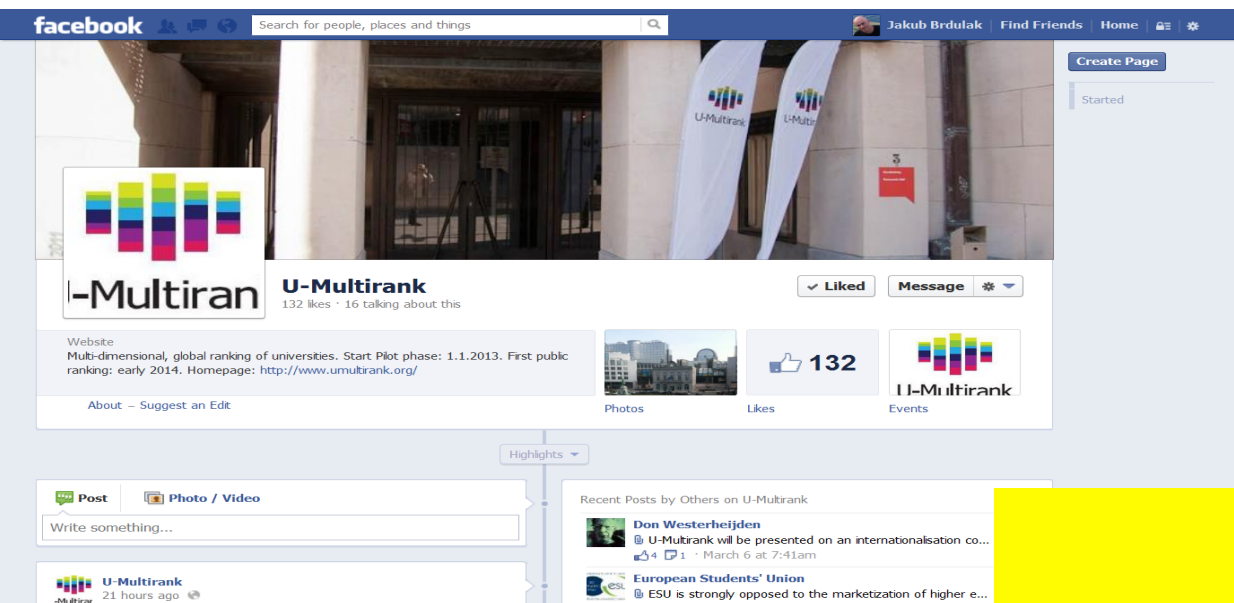 facebook
Search for people, places and things
Jakub Brdulak
Find Friends
Home
Create Page
Started
U-Multirank
U-Multir
3
-Multiran
U-Multirank
132 likes · 16 talking about this
Liked
Message
Website
Multi-dimensional, global ranking of universities. Start Pilot phase: 1.1.2013. First public
ranking: early 2014. Homepage: http://www.umultirank.org/
About – Suggest an Edit
132
U-Multirank
Photos
Likes
Events
Highlights
Post
Photo / Video
Write something...
Recent Posts by Others on U-Multirank
Don Westerheijden
U-Multirank will be presented on an internationalisation co...
4 1 · March 6 at 7:41am
European Students' Union
ESU is strongly opposed to the marketization of higher e...
esu
U-Multirank
21 hours ago